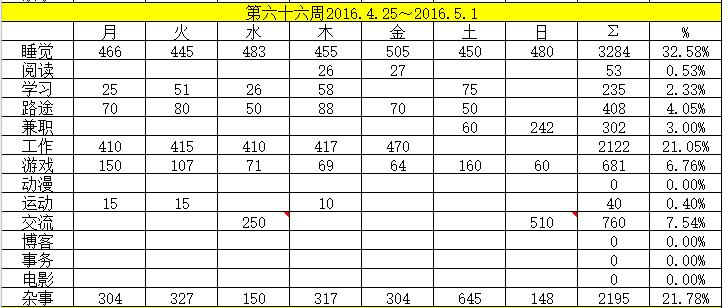 第六十六周2016.4.25～2016.5.1
月 火 水 木 金 土 日 Σ %
睡觉 466 445 483 455 505 450 480 3284 32.58%
阅读 26 27 53 0.53%
学习 25 51 26 58 75 235 2.33%
路途 70 80 50 88 70 50 408 4.05%
兼职 60 242 302 3.00%
工作 410 415 410 417 470 2122 21.05%
游戏 150 107 71 69 64 160 60 681 6.76%
动漫 0 0.00%
运动 15 15 10 40 0.40%
交流 250 510 760 7.54%
博客 0 0.00%
事务 0 0.00%
电影 0 0.00%
杂事 304 327 150 317 304 645 148 2195 21.78%